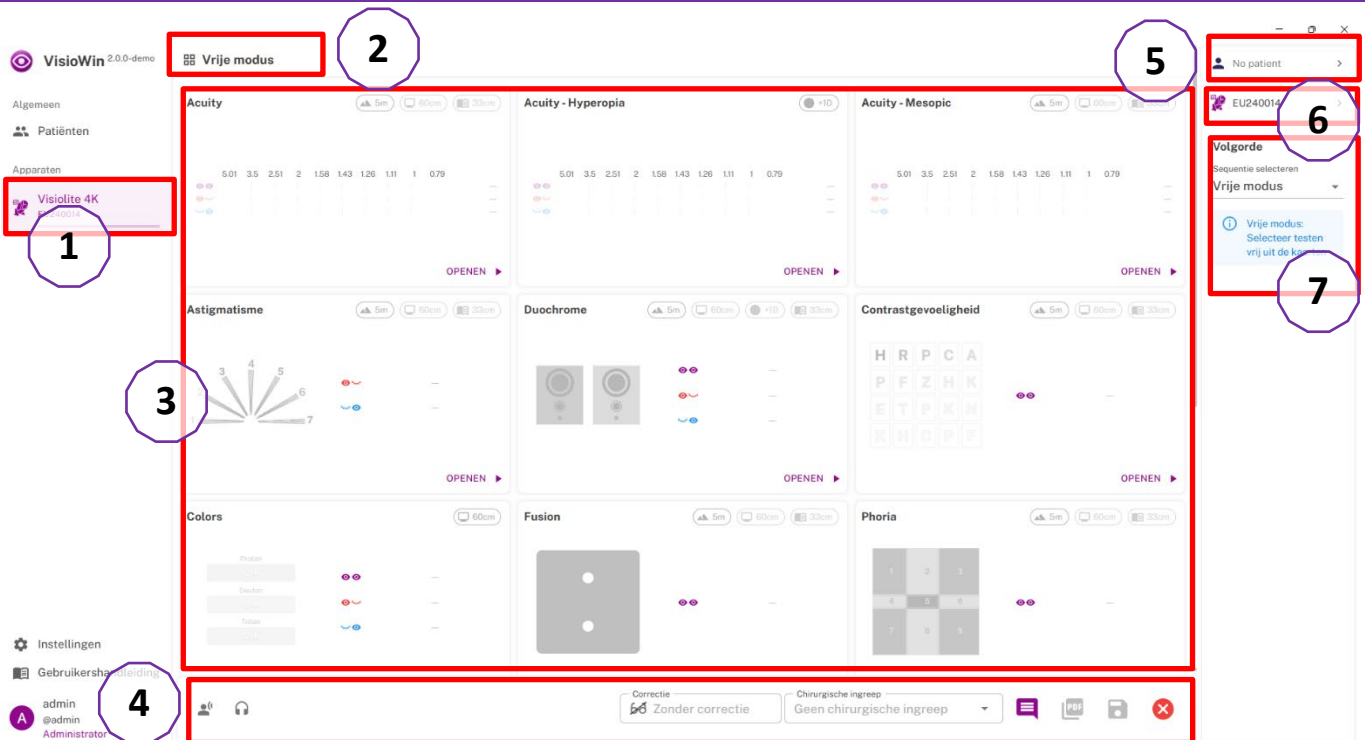 VisioWin 2.0.0-demo
Vrije modus
2
5
No patient
Algemeen
Patiënten
Apparaten
Visiolite 4K
EU240014
1
Acuity
5m
60cm
33cm
5.01 3.5 2.51 2 1.58 1.43 1.26 1.11 1 0.79
OPENEN
Acuity - Hyperopia
+1D
5.01 3.5 2.51 2 1.58 1.43 1.26 1.11 1 0.79
OPENEN
Acuity - Mesopic
5m
60cm
5.01 3.5 2.51 2 1.58 1.43 1.26 1.11 1 0.79
OPENEN
EU240014
6
Volgorde
Sequentie selecteren
Vrije modus
Vrije modus:
Selecteer testen
vrij uit de
7
Astigmatisme
5m
60cm
33cm
3 4 5
6
1 7
OPENEN
3
Duochrome
5m
60cm
+1D
33cm
OPENEN
Contrastgevoeligheid
5m
60cm
33cm
H R P C A
P F Z H K
E T P K N
K H C P F
OPENEN
Colors
60cm
Protan
Deutan
Tritan
Fusion
5m
60cm
33cm
Phoria
5m
60cm
33cm
1 2 3
4 5 6
7 8 9
Instellingen
Gebruikershandleiding
A
admin
@admin
Administrator
4
Correctie
Zonder correctie
Chirurgische ingreep
Geen chirurgische ingreep
PDF